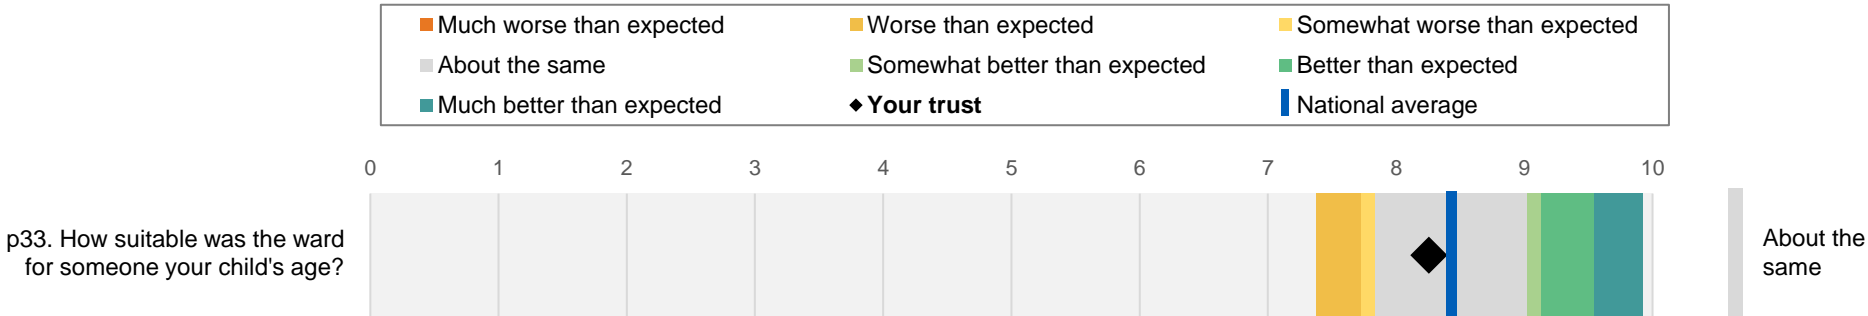 Much worse than expected
Worse than expected
Somewhat worse than expected
About the same
Somewhat better than expected
Better than expected
Much better than expected
Your trust
National average
0 1 2 3 4 5 6 7 8 9 10
p33. How suitable was the ward
for someone your child's age?
About the
same